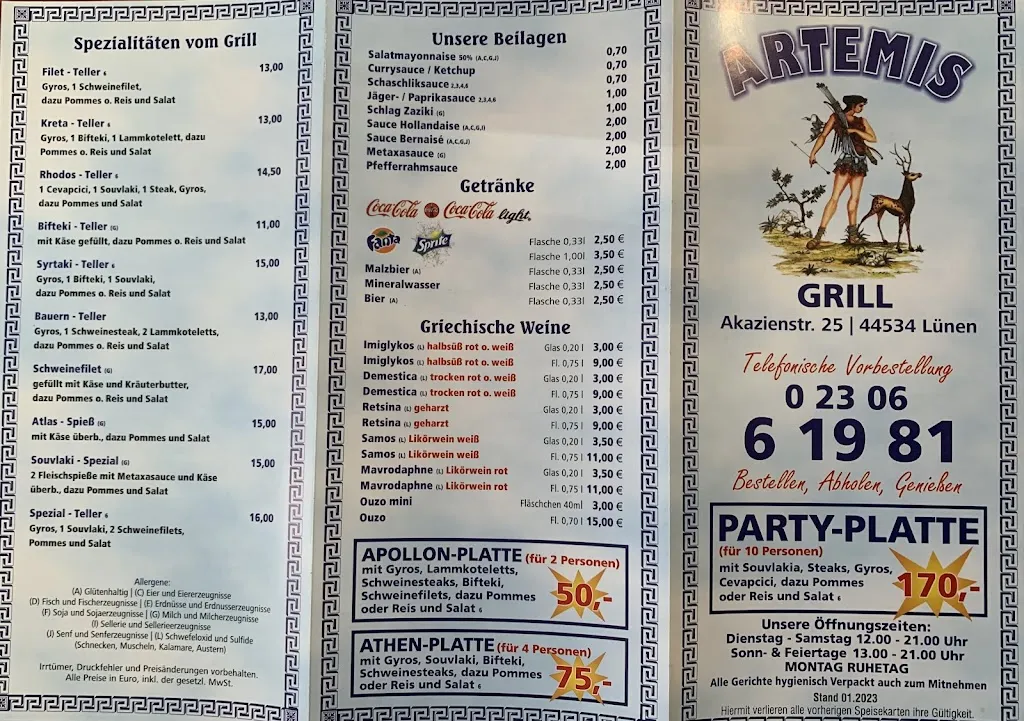 Spezialitäten vom Grill
Filet - Teller 6 13,00
Gyros, 1 Schweinefilet,
dazu Pommes o. Reis und Salat
Kreta - Teller 6 13,00
Gyros, 1 Bifteki, 1 Lammkotelett, dazu
Pommes o. Reis und Salat
Rhodos - Teller 6 14,50
1 Cevapcici, 1 Souvlaki, 1 Steak, Gyros,
dazu Pommes und Salat
Bifteki - Teller (G) 11,00
mit Käse gefüllt, dazu Pommes o. Reis und Salat
Syrtaki - Teller 6 15,00
Gyros, 1 Bifteki, 1 Souvlaki,
dazu Pommes o. Reis und Salat
Bauern - Teller 13,00
Gyros, 1 Schweinesteak, 2 Lammkoteletts,
dazu Pommes o. Reis und Salat
Schweinefilet (G) 17,00
gefüllt mit Käse und Kräuterbutter,
dazu Pommes o. Reis und Salat
Atlas - Spieß (G) 15,00
mit Käse überb., dazu Pommes und Salat
Souvlaki - Spezial (G) 15,00
2 Fleischspieße mit Metaxasauce und Käse
überb., dazu Pommes und Salat
Spezial - Teller 6 16,00
Gyros, 1 Souvlaki, 2 Schweinefilets,
Pommes und Salat
Allergene:
(A) Glütenhaltig | (C) Eier und Eiererzeugnisse
(D) Fisch und Fischerzeugnisse | (E) Erdnüsse und Erdnusserzeugnisse
(F) Soja und Sojaerzeugnisse | (G) Milch und Milcherzeugnisse
(I) Sellerie und Sellerieerzeugnisse
(J) Senf und Senferzeugnisse | (L) Schwefeloxid und Sulfide
(Schnecken, Muscheln, Kalamare, Austern)
Irrtümer, Druckfehler und Preisänderungen vorbehalten.
Alle Preise in Euro, inkl. der gesetzl. MwSt.
Unsere Beilagen
Salatmayonnaise 50% (A,C,G,J) 0,70
Currysauce / Ketchup 0,70
Schaschliksauce 2,3,4,6 0,70
Jäger- / Paprikasauce 2,3,4,6 1,00
Schlag Zaziki (G) 1,00
Sauce Hollandaise (A,C,G,J) 2,00
Sauce Bernaisé (A,C,G,J) 2,00
Metaxasauce (G) 2,00
Pfefferrahmsauce 2,00
Getränke
Coca-Cola Coca-Cola light
Fanta Sprite Flasche 0,33l 2,50 €
Flasche 1,00l 3,50 €
Malzbier (A) Flasche 0,33l 2,50 €
Mineralwasser Flasche 0,33l 2,50 €
Bier (A) Flasche 0,33l 2,50 €
Griechische Weine
Imiglykos (L) halbsüß rot o. weiß Glas 0,20 l 3,00 €
Imiglykos (L) halbsüß rot o. weiß Fl. 0,75 l 9,00 €
Demestica (L) trocken rot o. weiß Glas 0,20 l 3,00 €
Demestica (L) trocken rot o. weiß Fl. 0,75 l 9,00 €
Retsina (L) geharzt Glas 0,20 l 3,00 €
Retsina (L) geharzt Fl. 0,75 l 9,00 €
Samos (L) Likörwein weiß Glas 0,20 l 3,50 €
Samos (L) Likörwein weiß Fl. 0,75 l 11,00 €
Mavrodaphne (L) Likörwein rot Glas 0,20 l 3,50 €
Mavrodaphne (L) Likörwein rot Fl. 0,75 l 11,00 €
Ouzo mini Fläschchen 40ml 3,00 €
Ouzo Fl. 0,70 l 15,00 €
APOLLON-PLATTE (für 2 Personen)
mit Gyros, Lammkoteletts,
Schweinesteaks, Bifteki,
Schweinefilets, dazu Pommes
oder Reis und Salat 6
50,-
ATHEN-PLATTE (für 4 Personen)
mit Gyros, Souvlaki, Bifteki,
Schweinesteaks, dazu Pommes
oder Reis und Salat 6
75,-
ARTEMIS
GRILL
Akazienstr. 25 | 44534 Lünen
Telefonische Vorbestellung
0 23 06
6 19 81
Bestellen, Abholen, Genießen
PARTY-PLATTE
(für 10 Personen)
mit Souvlakia, Steaks, Gyros,
Cevapcici, dazu Pommes
oder Reis und Salat 6
170,-
Unsere Öffnungszeiten:
Dienstag - Samstag 12.00 - 21.00 Uhr
Sonn- & Feiertage 13.00 - 21.00 Uhr
MONTAG RUHETAG
Alle Gerichte hygienisch Verpackt auch zum Mitnehmen
Stand 01.2023
Hiermit verlieren alle vorherigen Speisekarten ihre Gültigkeit.